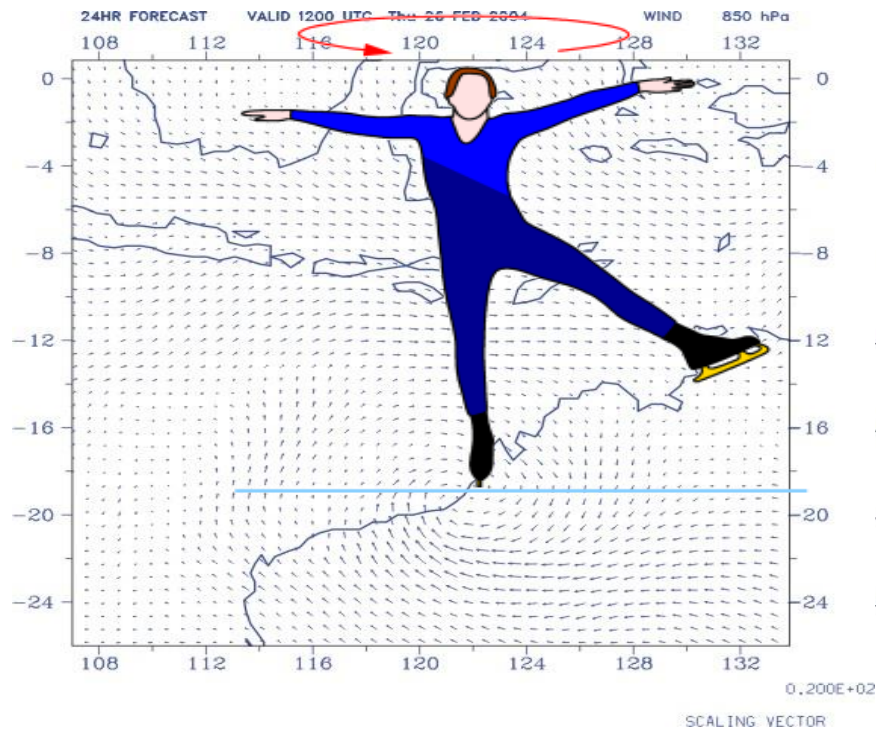 24HR FORECAST VALID 1200 UTC Thu 26 FEB 2004 WIND 850 hPa
108 112 116 120 124 128 132
0 0
-4 -4
-8 -8
-12 -12
-16 -16
-20 -20
-24 -24
108 112 116 120 124 128 132
0.200E+02
SCALING VECTOR